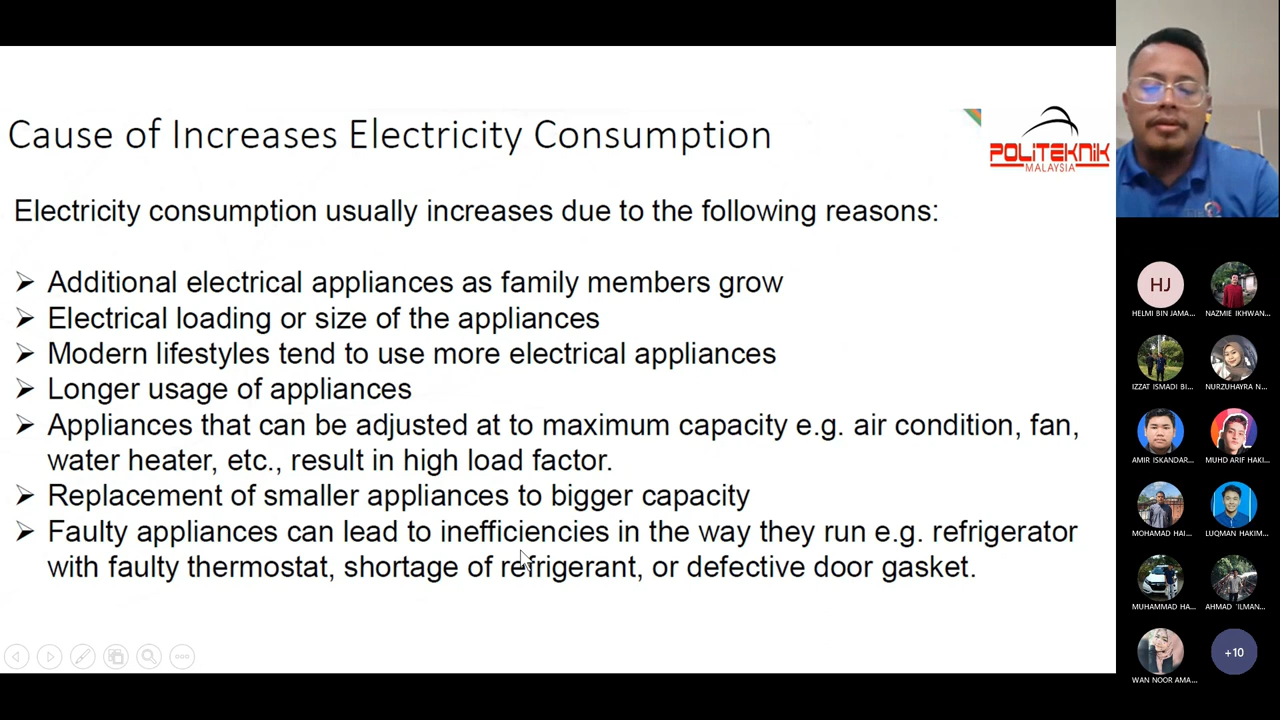 Cause of Increases Electricity Consumption
POLITEKNIK
MALAYSIA
Electricity consumption usually increases due to the following reasons:
Additional electrical appliances as family members grow
Electrical loading or size of the appliances
Modern lifestyles tend to use more electrical appliances
Longer usage of appliances
Appliances that can be adjusted at to maximum capacity e.g. air condition, fan,
water heater, etc., result in high load factor.
Replacement of smaller appliances to bigger capacity
Faulty appliances can lead to inefficiencies in the way they run e.g. refrigerator
with faulty thermostat, shortage of refrigerant, or defective door gasket.
HJ
HELMI BIN JAMA...
NAZMIE IKHWAN...
IZZAT ISMADI BI...
NURZUHAYRA N...
AMIR ISKANDAR...
MUHD ARIF HAKI...
MOHAMAD HAI...
LUQMAN HAKIM...
MUHAMMAD HA...
AHMAD 'ILMAN...
WAN NOOR AMA...
+10